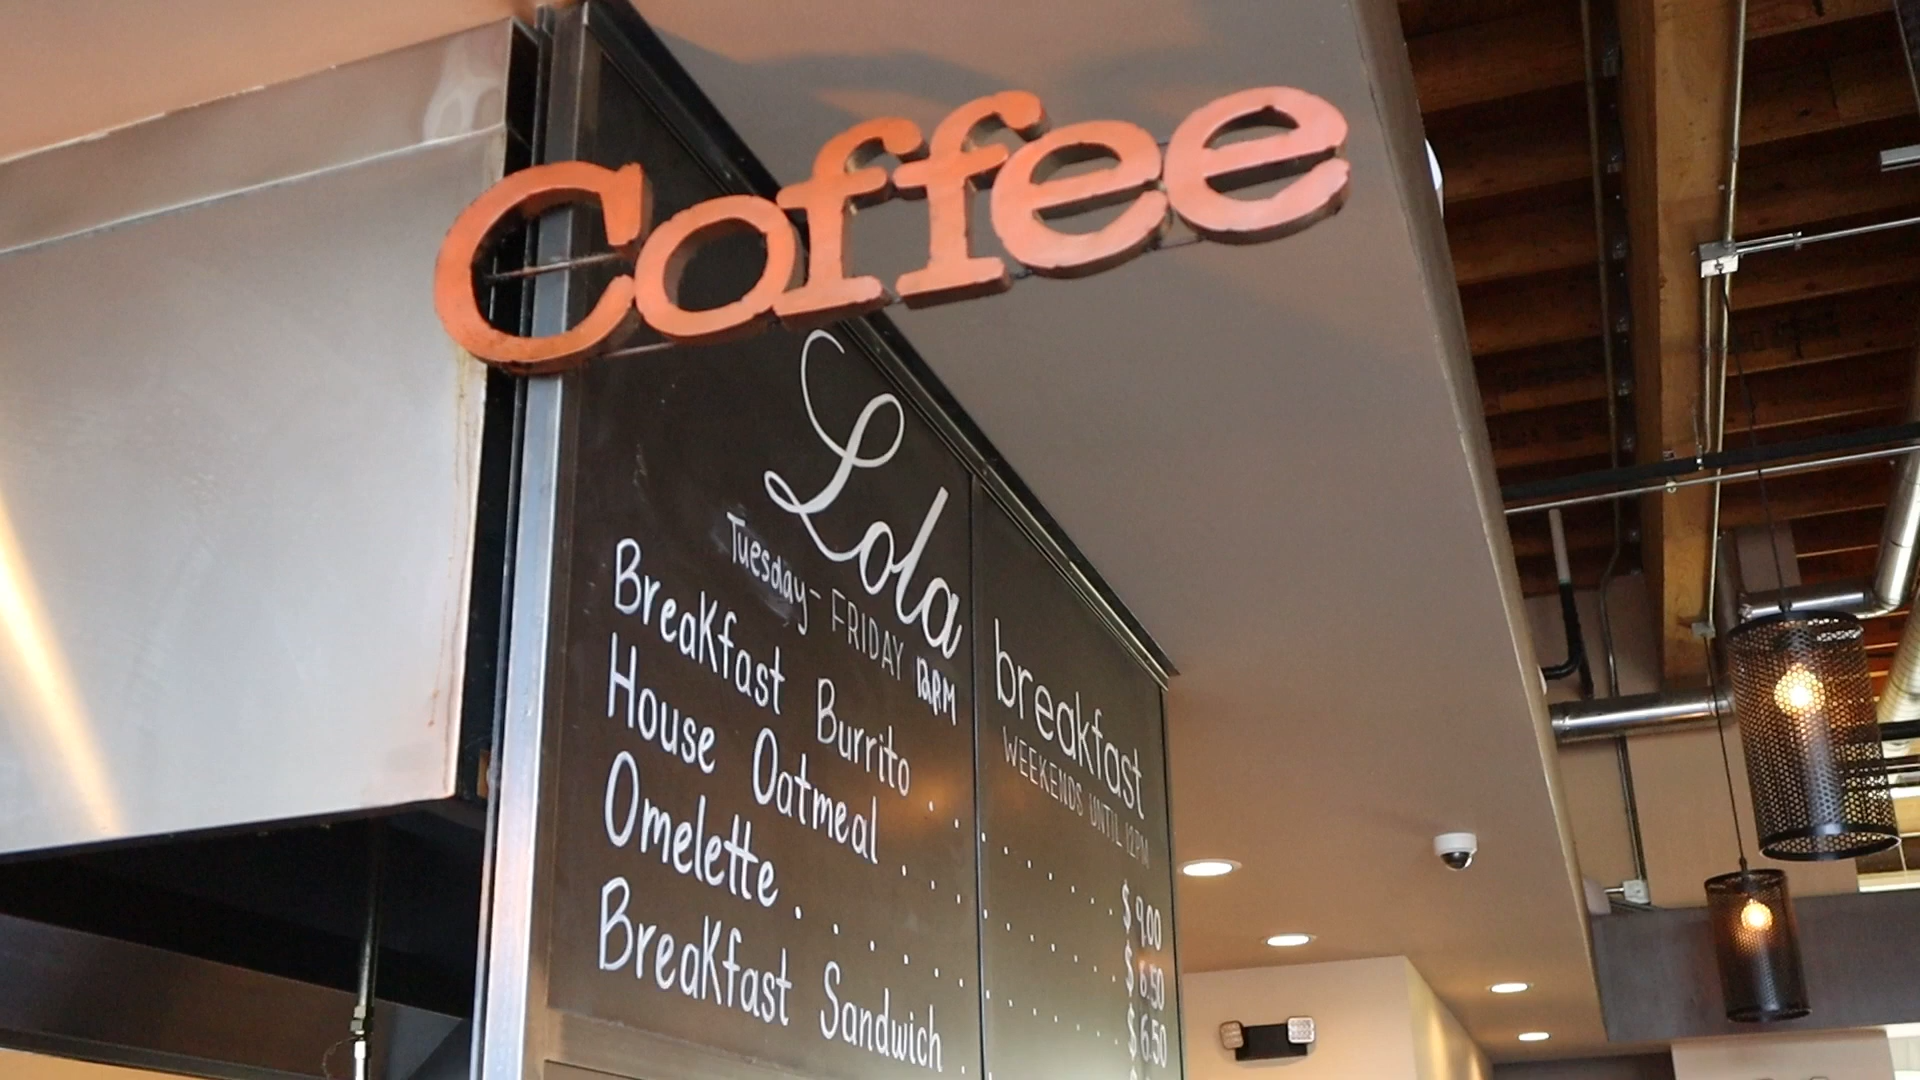 Coffee
Lola breakfast
Tuesday - FRIDAY WEEKENDS UNTIL 12PM
BreaKfast Burrito . . . . . . . $ 9.00
House Oatmeal . . . . . . . $ 6.50
Omelette . . . . . . . . . $ 6.50
BreaKfast Sandwich .